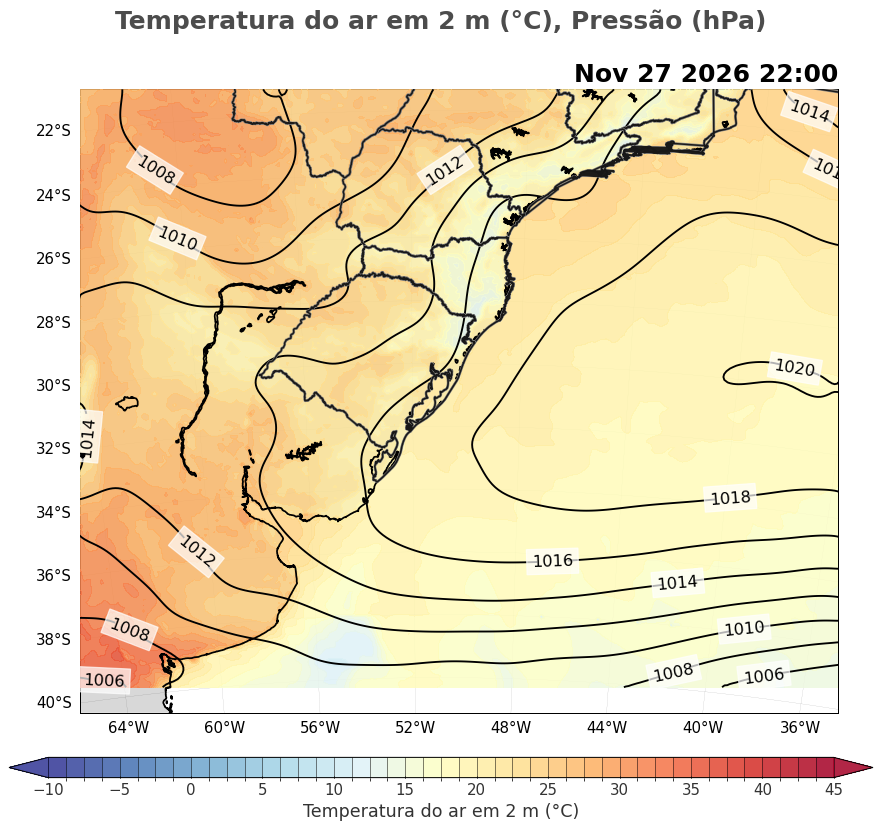 Temperatura do ar em 2 m (°C), Pressão (hPa)
Nov 27 2026 22:00
22°S
24°S
26°S
28°S
30°S
32°S
34°S
36°S
38°S
40°S
1014
1008
1012
1010
1020
1014
1018
1012
1016
1014
1008
1010
1006
1008
1006
64°W 60°W 56°W 52°W 48°W 44°W 40°W 36°W
−10 −5 0 5 10 15 20 25 30 35 40 45
Temperatura do ar em 2 m (°C)